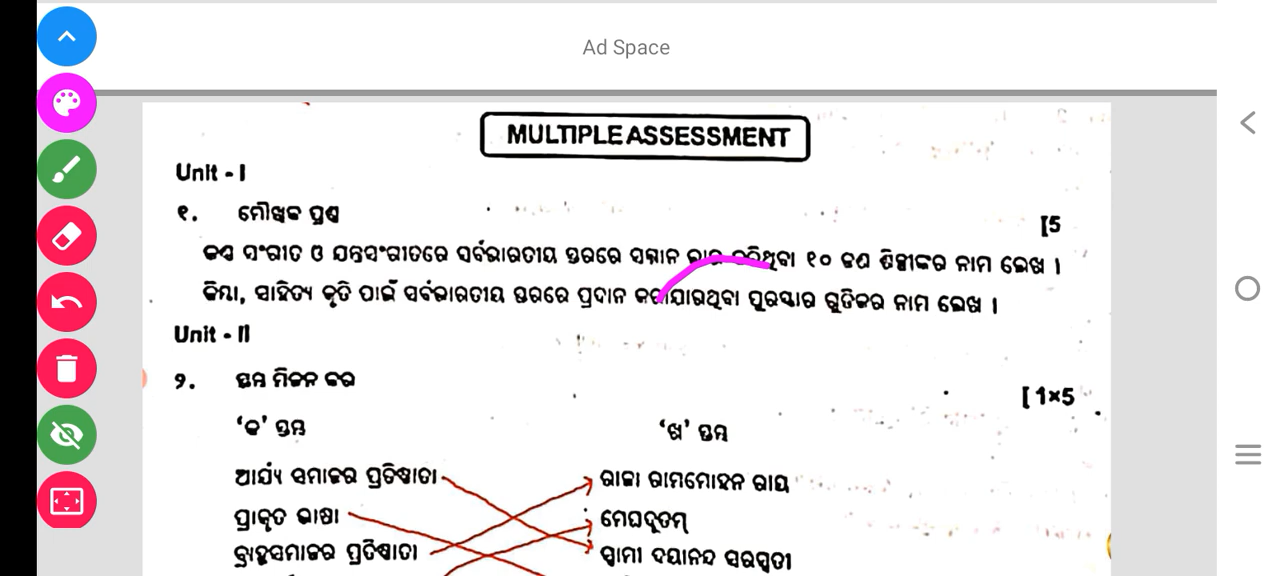 Ad Space
MULTIPLE ASSESSMENT
Unit - I
୧. ମୌଖିକ ପ୍ରଶ୍ନ [5
କଣ୍ଠ ସଂଗୀତ ଓ ଯନ୍ତ୍ରସଂଗୀତରେ ସର୍ବଭାରତୀୟ ସ୍ତରରେ ସମ୍ମାନ ଲାଭ କରିଥିବା ୧୦ ଜଣ ଶିଳ୍ପୀଙ୍କର ନାମ ଲେଖ ।
କିମ୍ବା, ସାହିତ୍ୟ କୃତି ପାଇଁ ସର୍ବଭାରତୀୟ ସ୍ତରରେ ପ୍ରଦାନ କରାଯାଉଥିବା ପୁରସ୍କାର ଗୁଡିକର ନାମ ଲେଖ ।
Unit - II
୨. ସ୍ତମ୍ଭ ମିଳନ କର [1×5
‘କ’ ସ୍ତମ୍ଭ ‘ଖ’ ସ୍ତମ୍ଭ
ଆର୍ଯ୍ୟ ସମାଜର ପ୍ରତିଷ୍ଠାତା ରାଜା ରାମମୋହନ ରାୟ
ପ୍ରାକୃତ ଭାଷା ମେଘଦୂତମ୍
ବ୍ରାହ୍ମସମାଜର ପ୍ରତିଷ୍ଠାତା ସ୍ୱାମୀ ଦୟାନନ୍ଦ ସରସ୍ୱତୀ